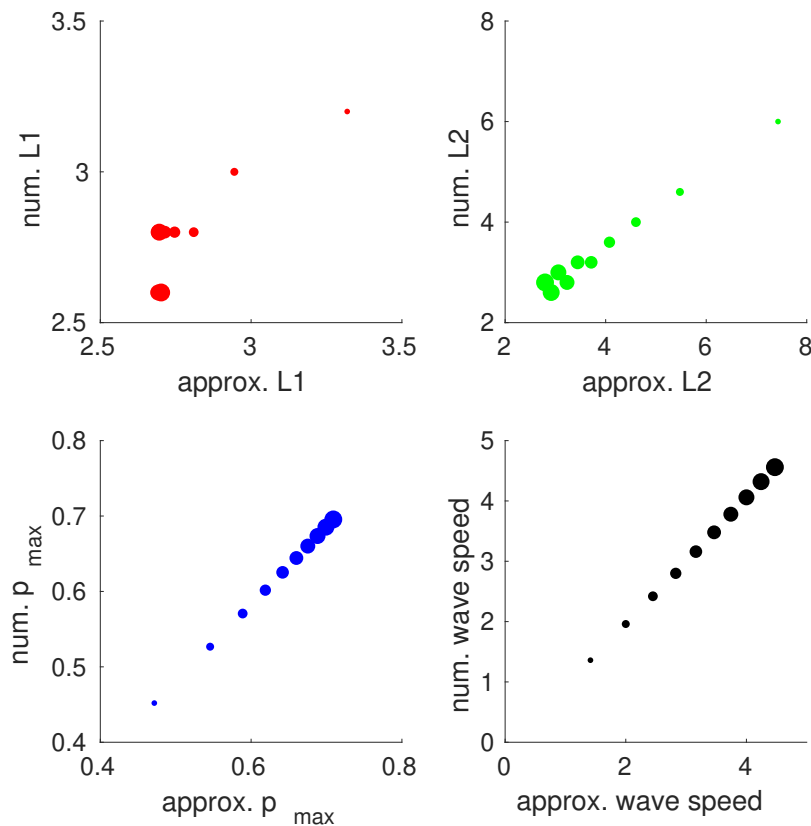 3.5
3
2.5
num. L1
2.5 3 3.5
approx. L1
8
6
4
2
num. L2
2 4 6 8
approx. L2
0.8
0.7
0.6
0.5
0.4
num. p max
0.4 0.6 0.8
approx. p max
5
4
3
2
1
0
num. wave speed
0 2 4
approx. wave speed